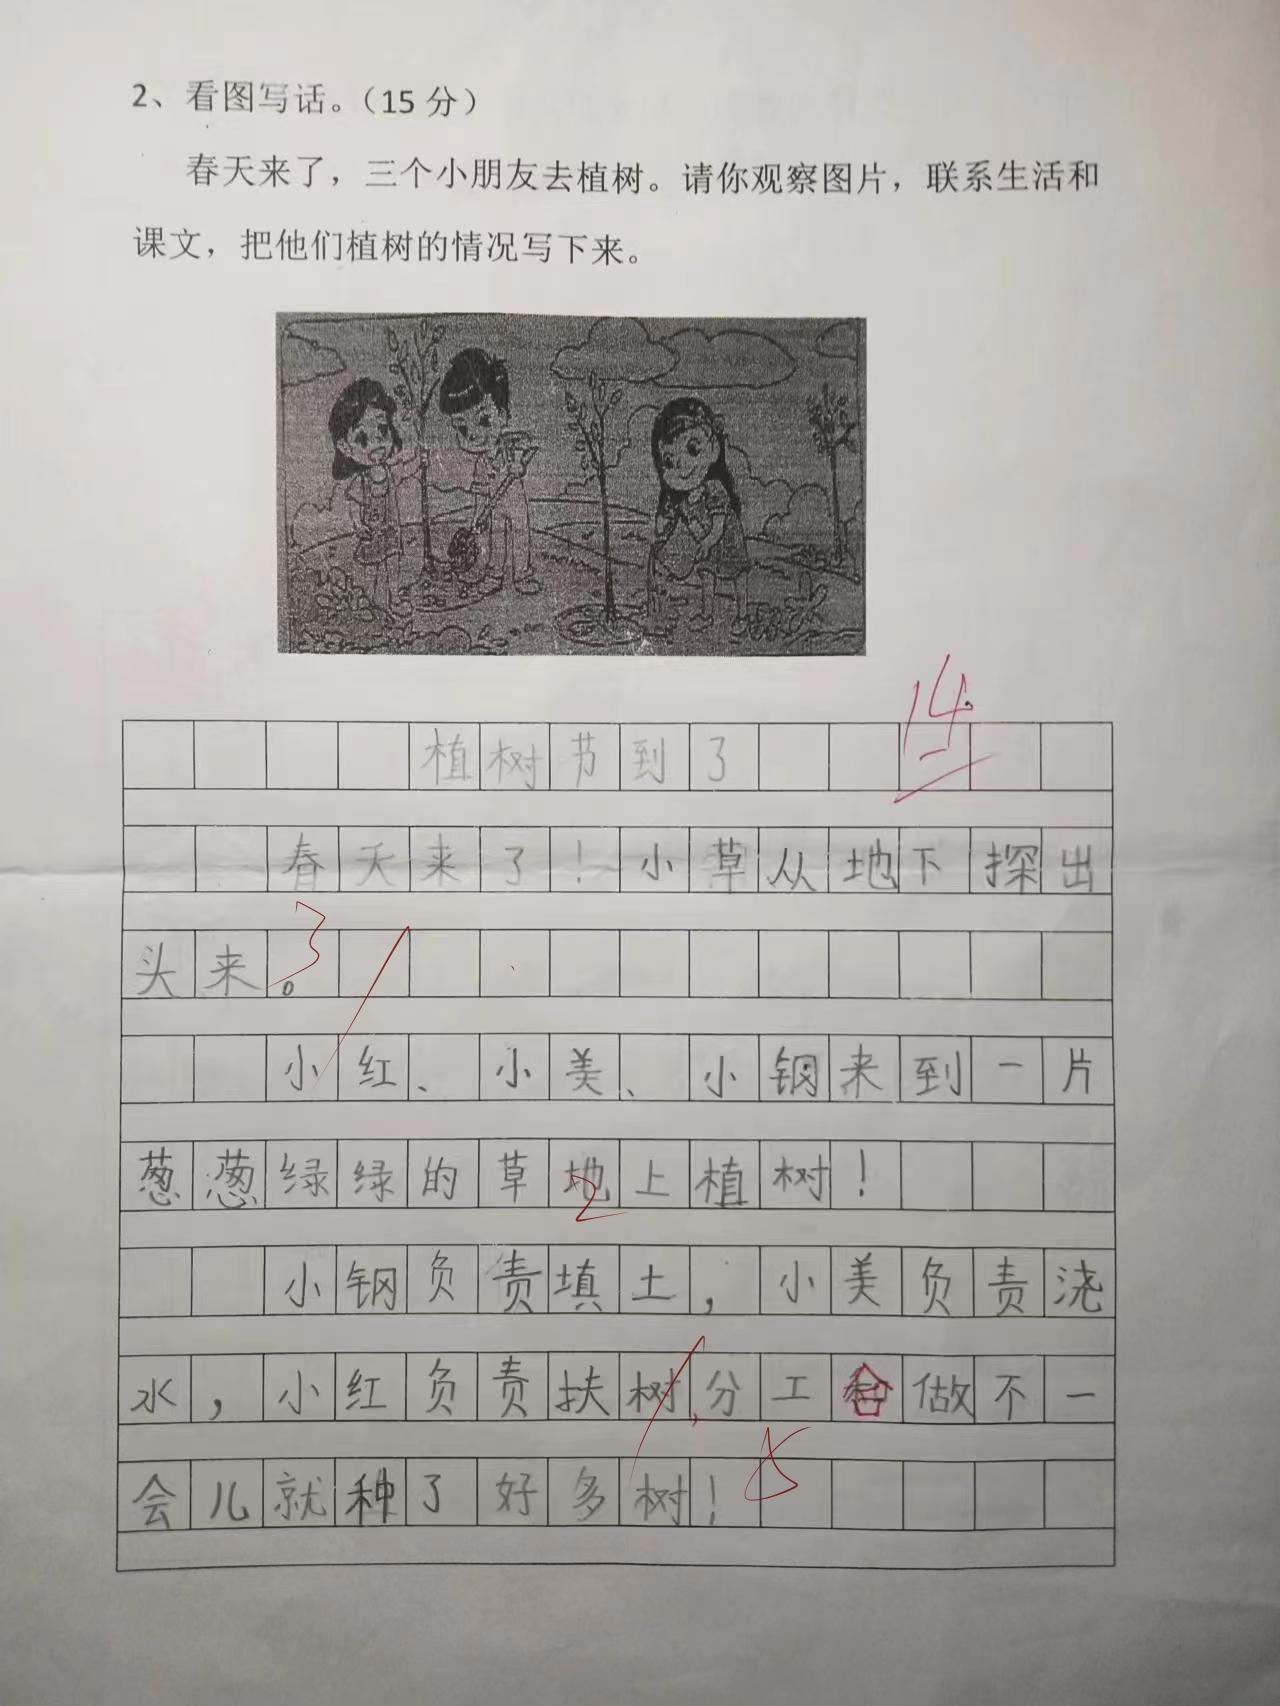 2、看图写话。（15 分）
春天来了，三个小朋友去植树。请你观察图片，联系生活和
课文，把他们植树的情况写下来。
14
植树节到了
春天来了！小草从地下探出
头来。
3
小红、小美、小钢来到一片
葱葱绿绿的草地上植树！
2
小钢负责填土，小美负责浇
水，小红负责扶树,分工合做不一
会儿就种了好多树！
5